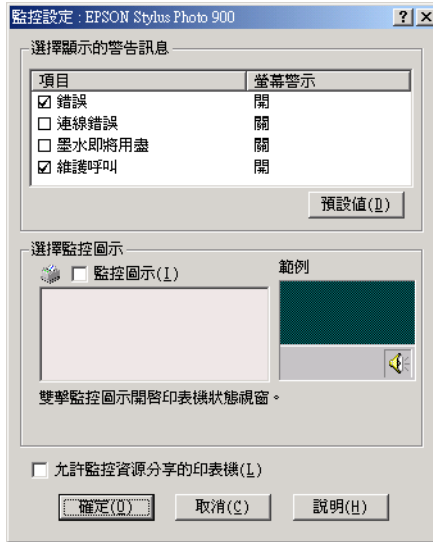 監控設定 : EPSON Stylus Photo 900
選擇顯示的警告訊息
項目 螢幕警示
錯誤 開
連線錯誤 關
墨水即將用盡 關
維護呼叫 開
預設值(D)
選擇監控圖示
監控圖示(I) 範例
雙擊監控圖示開啓印表機狀態視窗。
允許監控資源分享的印表機(L)
確定(O) 取消(C) 說明(H)